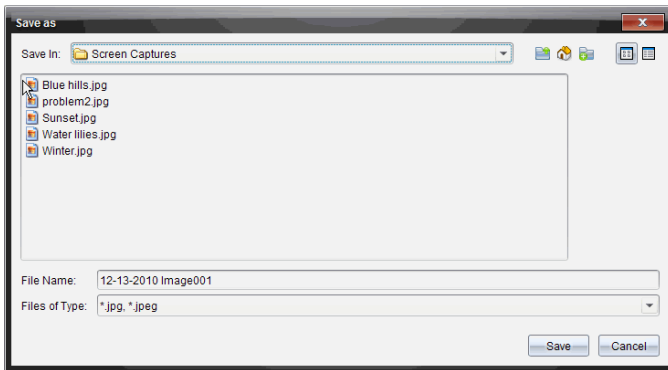 Save as
Save In: Screen Captures
Blue hills.jpg
problem2.jpg
Sunset.jpg
Water lilies.jpg
Winter.jpg
File Name: 12-13-2010 Image001
Files of Type: *.jpg, *.jpeg
Save Cancel